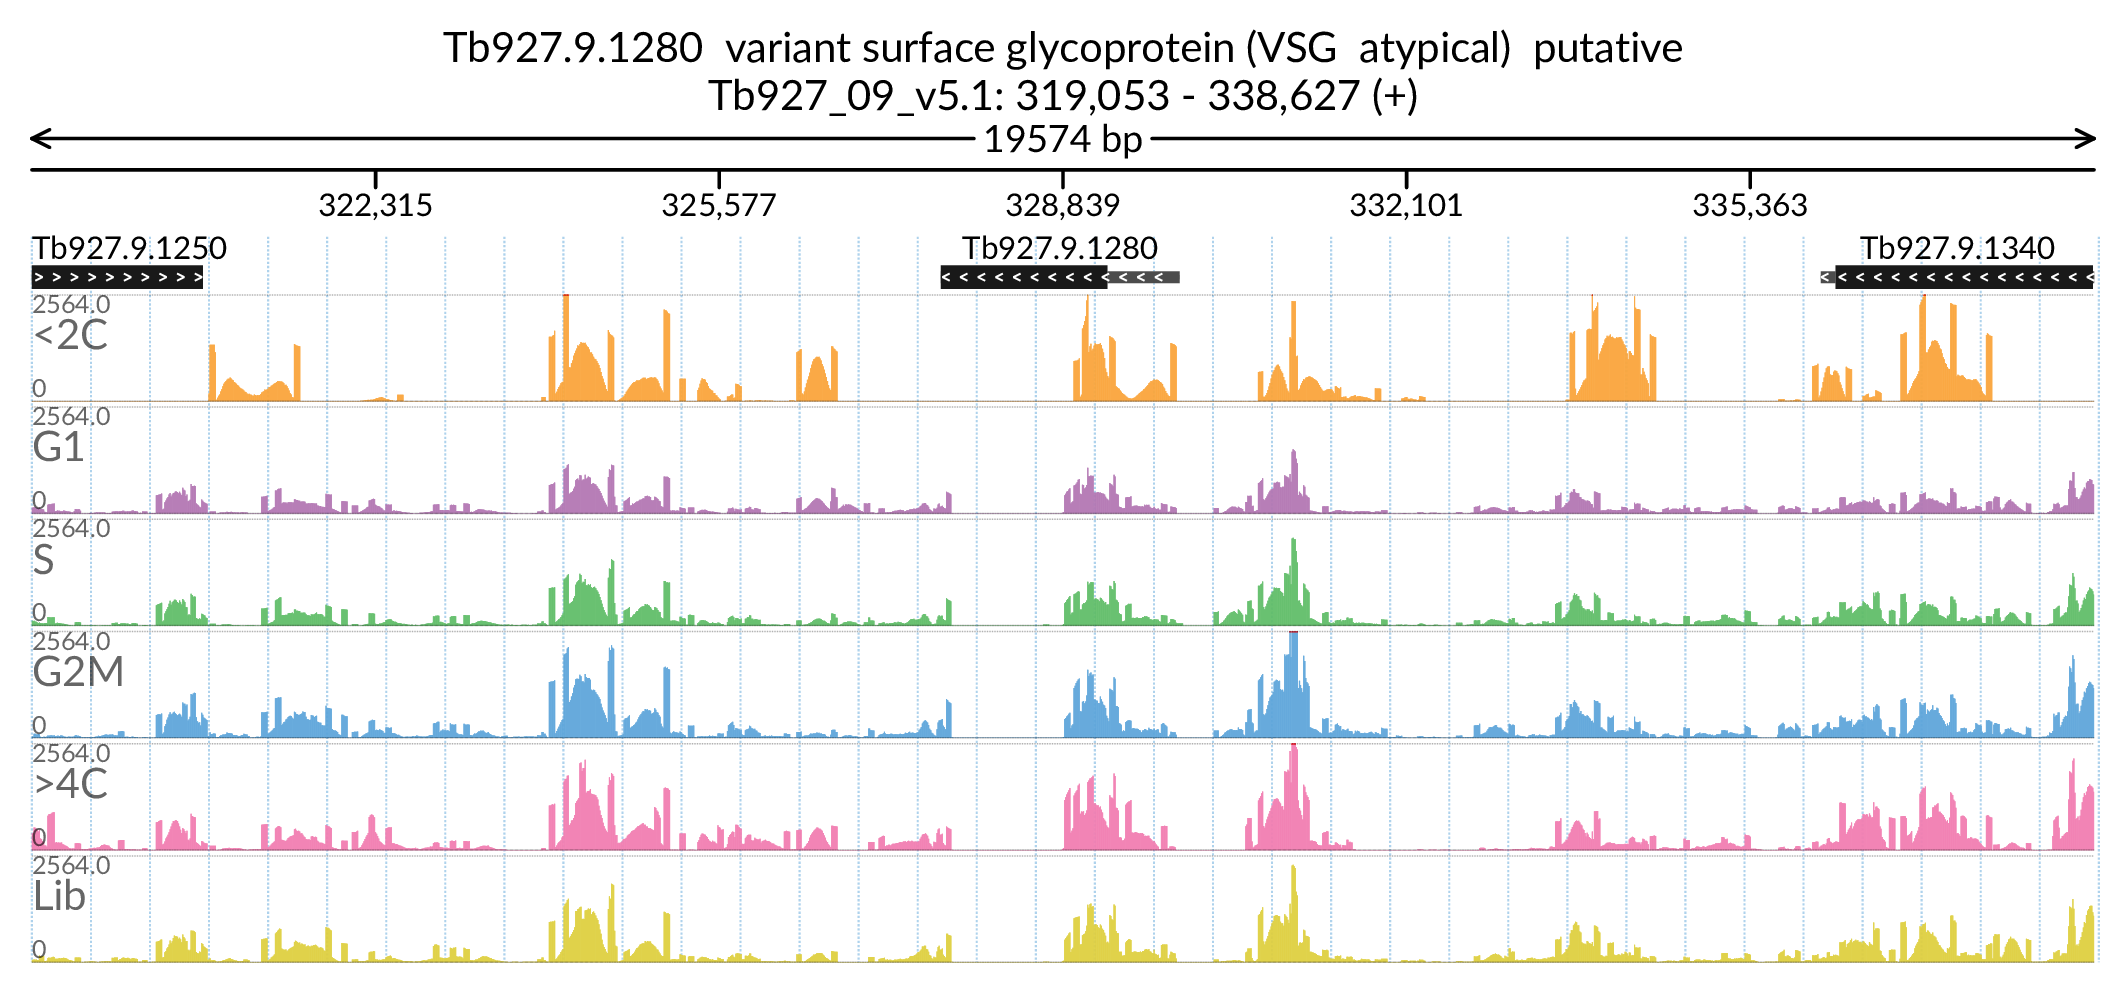 Tb927.9.1280  variant surface glycoprotein (VSG  atypical)  putative
Tb927_09_v5.1: 319,053 - 338,627 (+)
19574 bp
322,315 325,577 328,839 332,101 335,363
Tb927.9.1250 Tb927.9.1280 Tb927.9.1340
2564.0
<2C
0
2564.0
G1
0
2564.0
S
0
2564.0
G2M
0
2564.0
>4C
0
2564.0
Lib
0